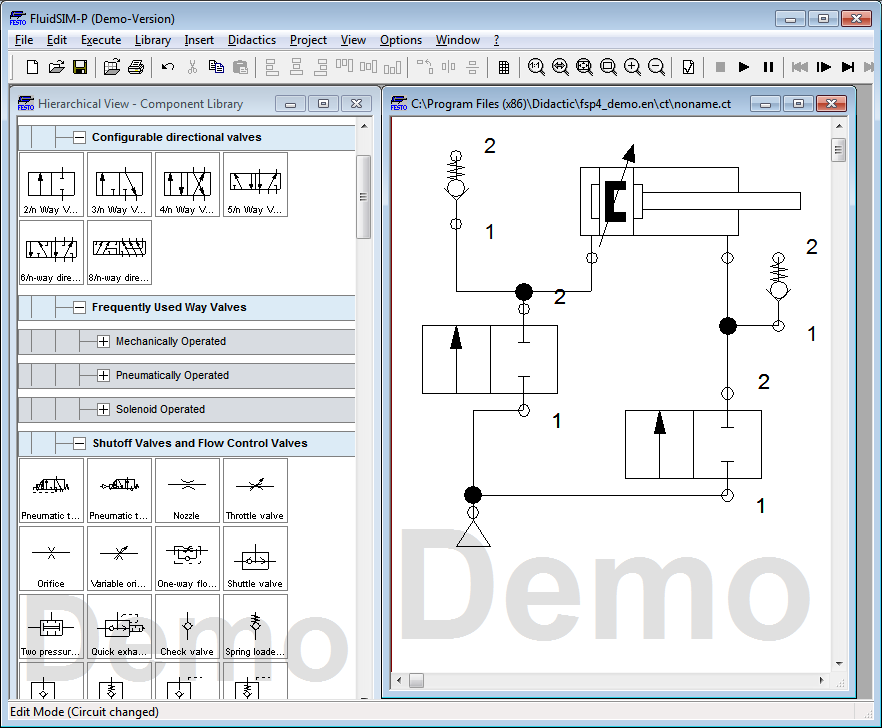 FluidSIM-P (Demo-Version)
File Edit Execute Library Insert Didactics Project View Options Window ?
Hierarchical View - Component Library
Configurable directional valves
2/n Way V... 3/n Way V... 4/n Way V... 5/n Way V...
6/n-way dire... 8/n-way dire...
Frequently Used Way Valves
Mechanically Operated
Pneumatically Operated
Solenoid Operated
Shutoff Valves and Flow Control Valves
Pneumatic t... Pneumatic t... Nozzle Throttle valve
Orifice Variable ori... One-way flo... Shuttle valve
Two pressur... Quick exha... Check valve Spring loade...
Demo
C:\Program Files (x86)\Didactic\fsp4_demo.en\ct\noname.ct
2
1
2
2
1
2
1
1
Demo
Edit Mode (Circuit changed)
FESTO
FESTO
FESTO